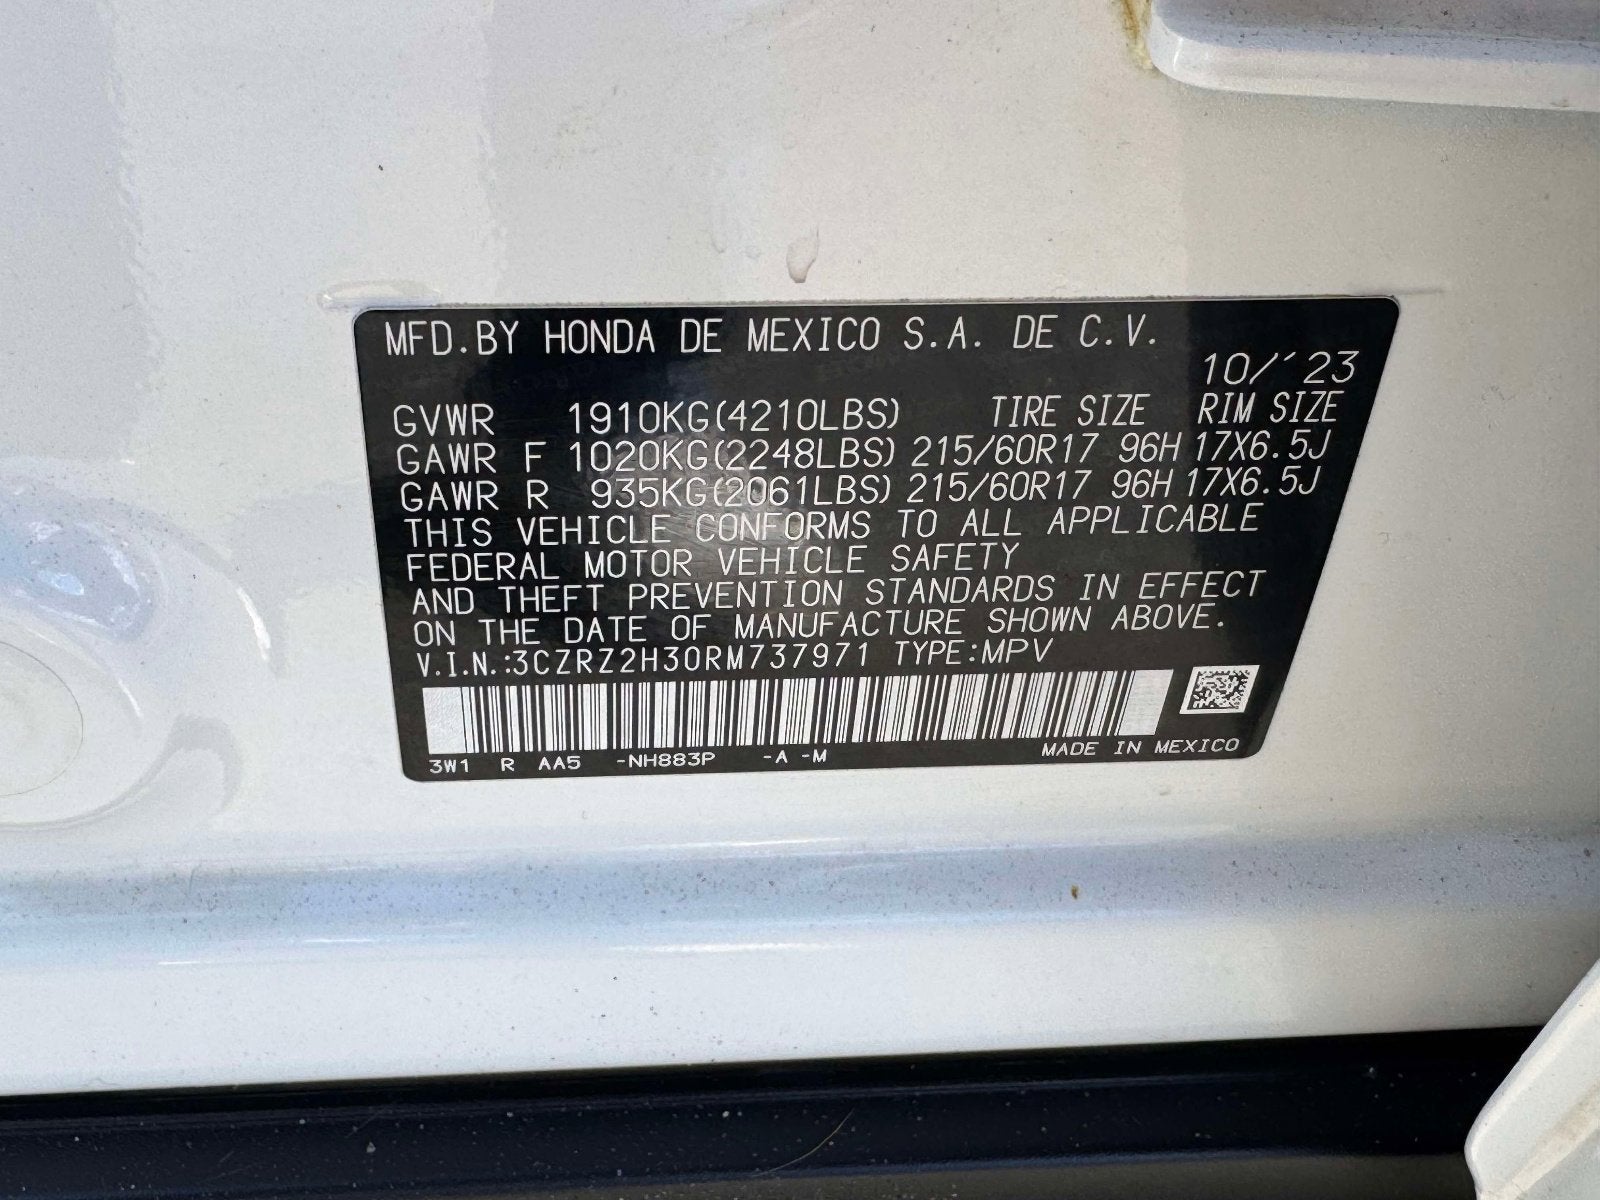 MFD.BY HONDA DE MEXICO S.A. DE C.V.
10/'23
GVWR 1910KG(4210LBS) TIRE SIZE RIM SIZE
GAWR F 1020KG(2248LBS) 215/60R17 96H 17X6.5J
GAWR R 935KG(2061LBS) 215/60R17 96H 17X6.5J
THIS VEHICLE CONFORMS TO ALL APPLICABLE
FEDERAL MOTOR VEHICLE SAFETY
AND THEFT PREVENTION STANDARDS IN EFFECT
ON THE DATE OF MANUFACTURE SHOWN ABOVE.
V.I.N.:3CZRZ2H30RM737971 TYPE:MPV
3W1 R AA5 -NH883P -A -M MADE IN MEXICO